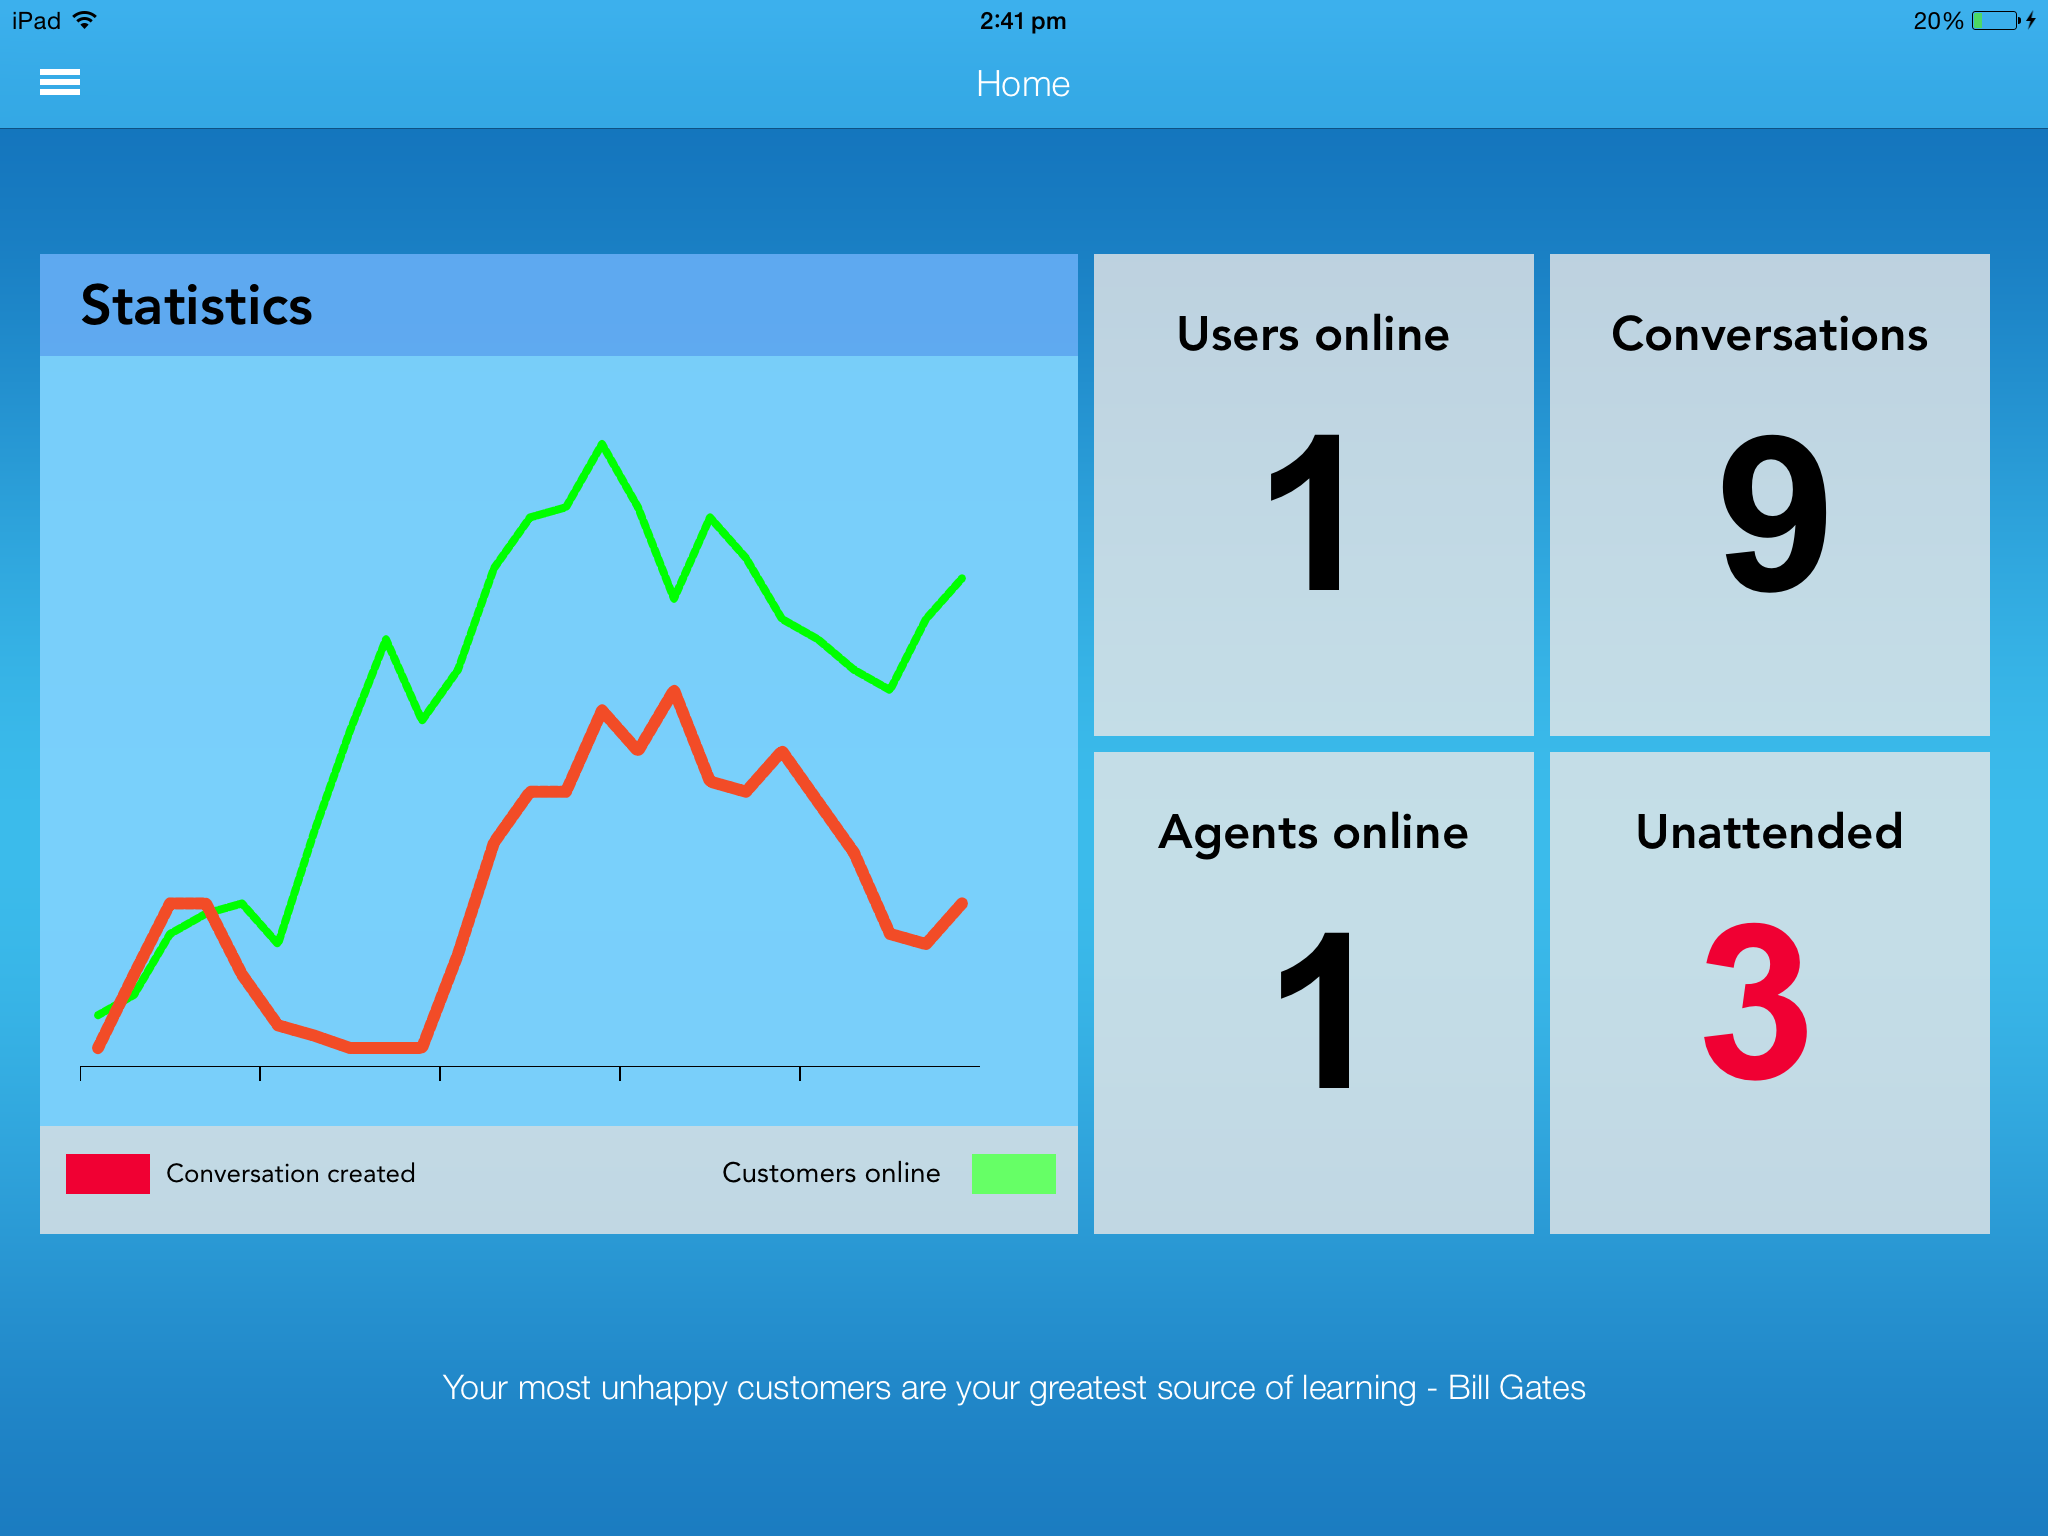 iPad 2:41 pm 20%
Home
Statistics
Users online
1
Conversations
9
Agents online
1
Unattended
3
Conversation created
Customers online
Your most unhappy customers are your greatest source of learning - Bill Gates